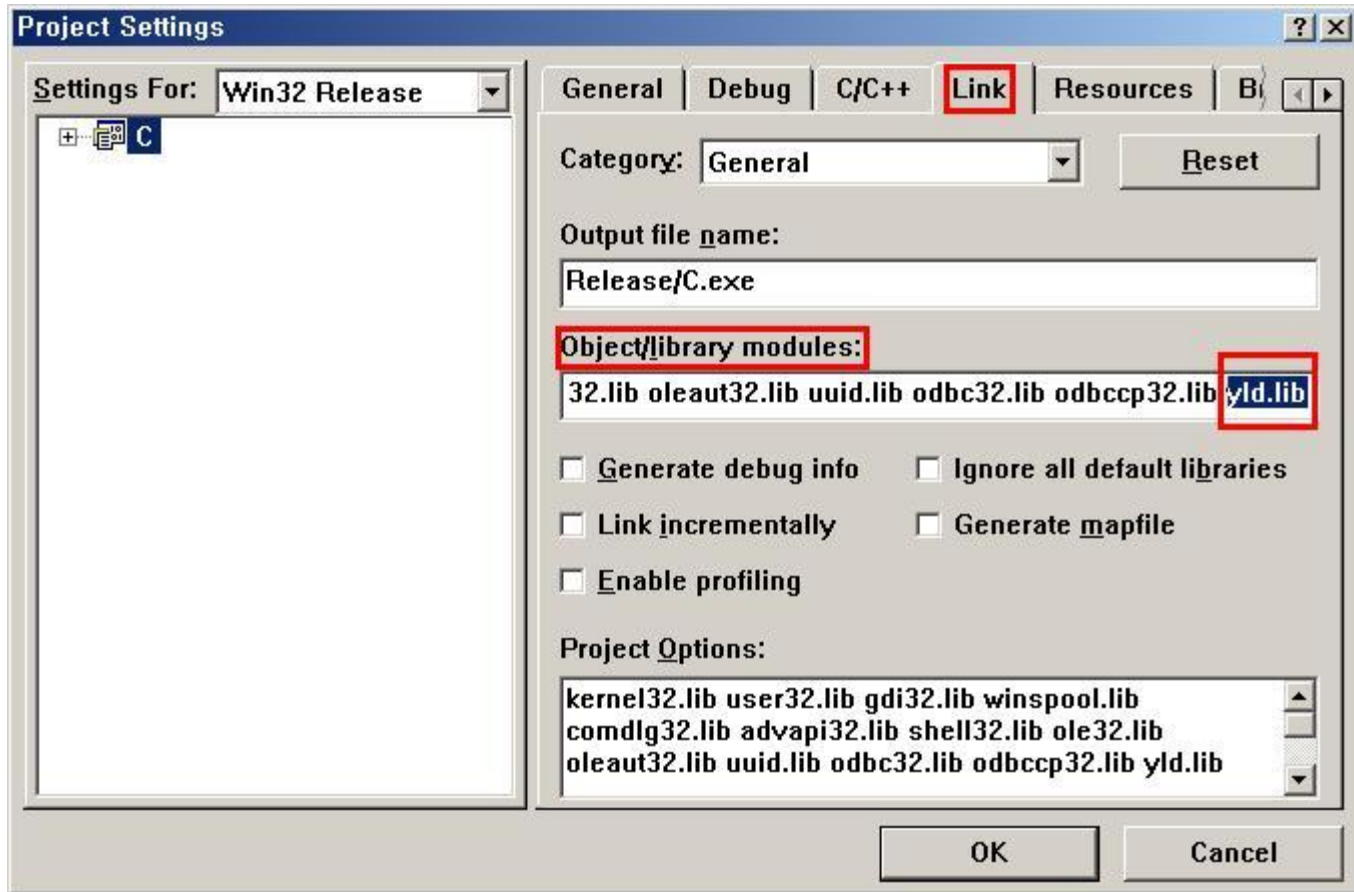 Project Settings
Settings For: Win32 Release
C
General Debug C/C++ Link Resources
Category: General Reset
Output file name:
Release/C.exe
Object/library modules:
32.lib oleaut32.lib uuid.lib odbc32.lib odbccp32.lib yld.lib
Generate debug info Ignore all default libraries
Link incrementally Generate mapfile
Enable profiling
Project Options:
kernel32.lib user32.lib gdi32.lib winspool.lib
comdlg32.lib advapi32.lib shell32.lib ole32.lib
oleaut32.lib uuid.lib odbc32.lib odbccp32.lib yld.lib
OK Cancel